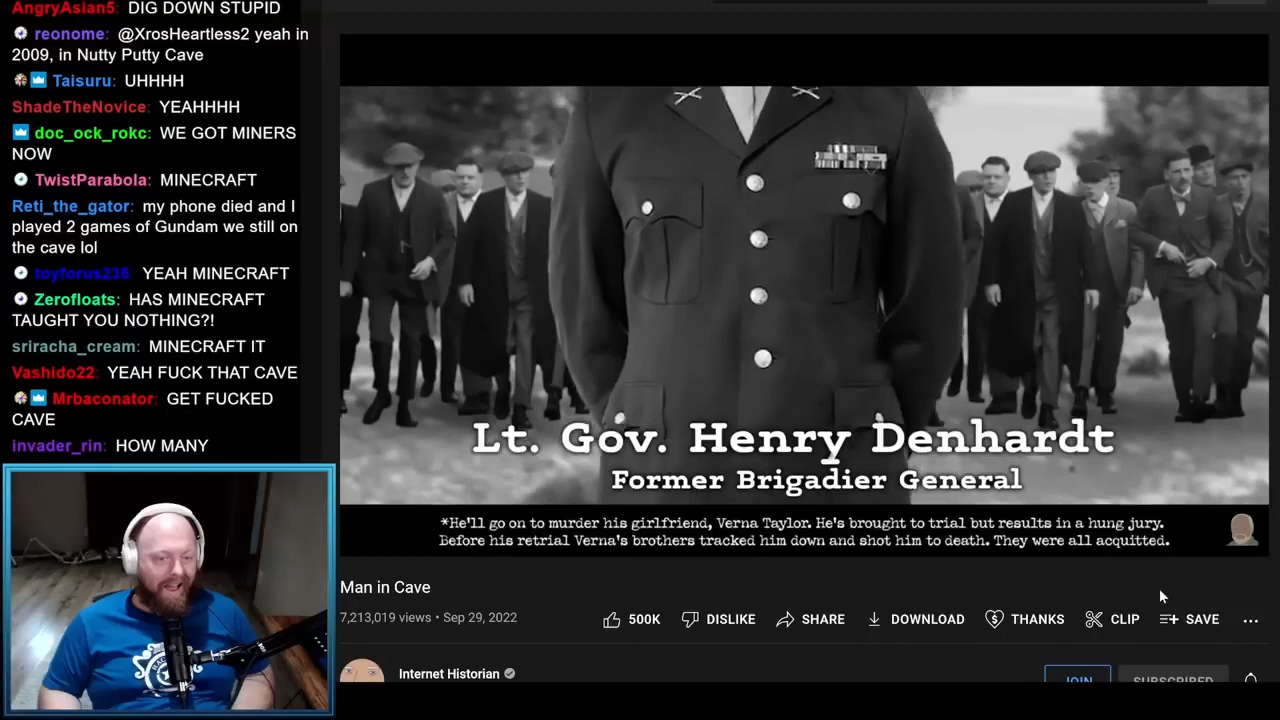 AngryAsian5: DIG DOWN STUPID
reonome: @XrosHeartless2 yeah in
2009, in Nutty Putty Cave
Taisuru: UHHHH
ShadeTheNovice: YEAHHHH
doc_ock_rokc: WE GOT MINERS
NOW
TwistParabola: MINECRAFT
Reti_the_gator: my phone died and I
played 2 games of Gundam we still on
the cave lol
toyforus235: YEAH MINECRAFT
Zerofloats: HAS MINECRAFT
TAUGHT YOU NOTHING?!
sriracha_cream: MINECRAFT IT
Vashido22: YEAH FUCK THAT CAVE
Mrbaconator: GET FUCKED
CAVE
invader_rin: HOW MANY
Lt. Gov. Henry Denhardt
Former Brigadier General
*He'll go on to murder his girlfriend, Verna Taylor. He's brought to trial but results in a hung jury.
Before his retrial Verna's brothers tracked him down and shot him to death. They were all acquitted.
Man in Cave
7,213,019 views • Sep 29, 2022
500K
DISLIKE
SHARE
DOWNLOAD
THANKS
CLIP
SAVE
Internet Historian
JOIN
SUBSCRIBED